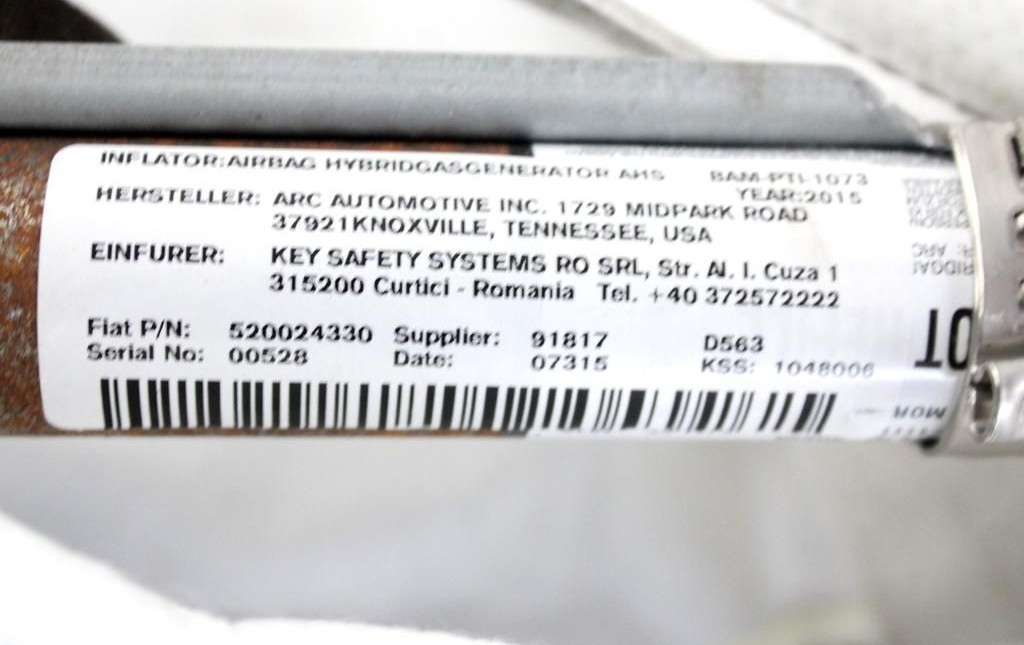 INFLATOR:AIRBAG HYBRIDGASGENERATOR AHS BAM-PTI-1073
YEAR:2015
HERSTELLER: ARC AUTOMOTIVE INC. 1729 MIDPARK ROAD
37921KNOXVILLE, TENNESSEE, USA
EINFURER: KEY SAFETY SYSTEMS RO SRL, Str. Al. I. Cuza 1
315200 Curtici - Romania Tel. +40 372572222
Fiat P/N: 520024330 Supplier: 91817 D563
Serial No: 00528 Date: 07315 KSS: 1048006